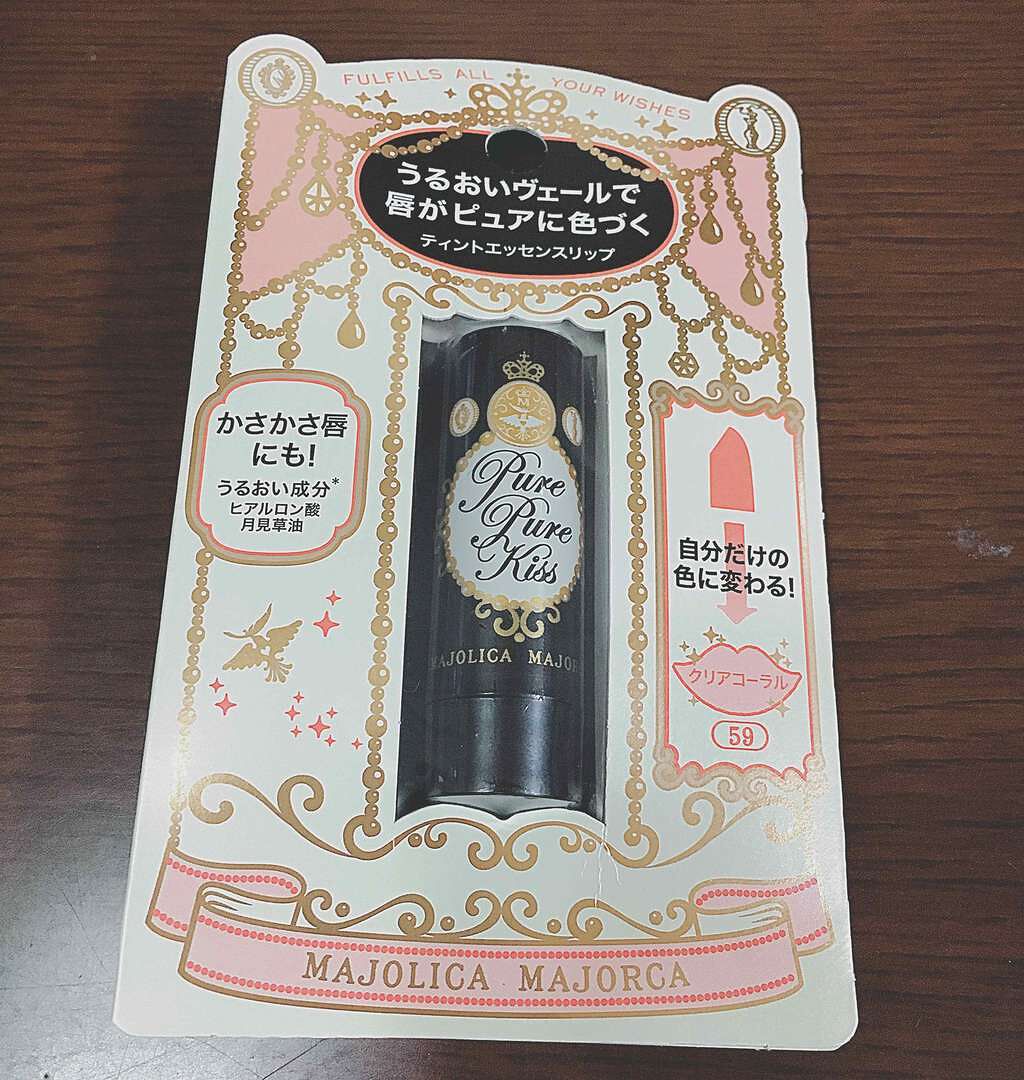 FULFILLS ALL YOUR WISHES
うるおいヴェールで
唇がピュアに色づく
ティントエッセンスリップ
かさかさ唇
にも!
うるおい成分*
ヒアルロン酸
月見草油
M
Pure
Pure
Kiss
MAJOLICA MAJOR
自分だけの
色に変わる!
クリアコーラル
59
MAJOLICA MAJORCA